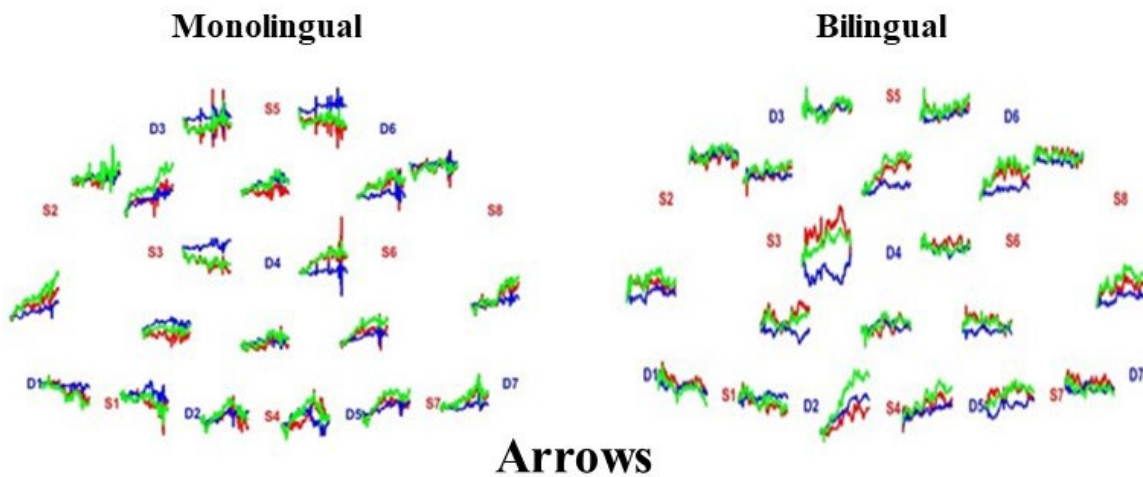 Monolingual Bilingual
S5 S5
D3 D6 D3 D6
S2 S8 S2 S8
S3 D4 S6 S3 D4 S6
D1 S1 D2 S4 D5 S7 D7 D1 S1 D2 S4 D5 S7 D7
Arrows